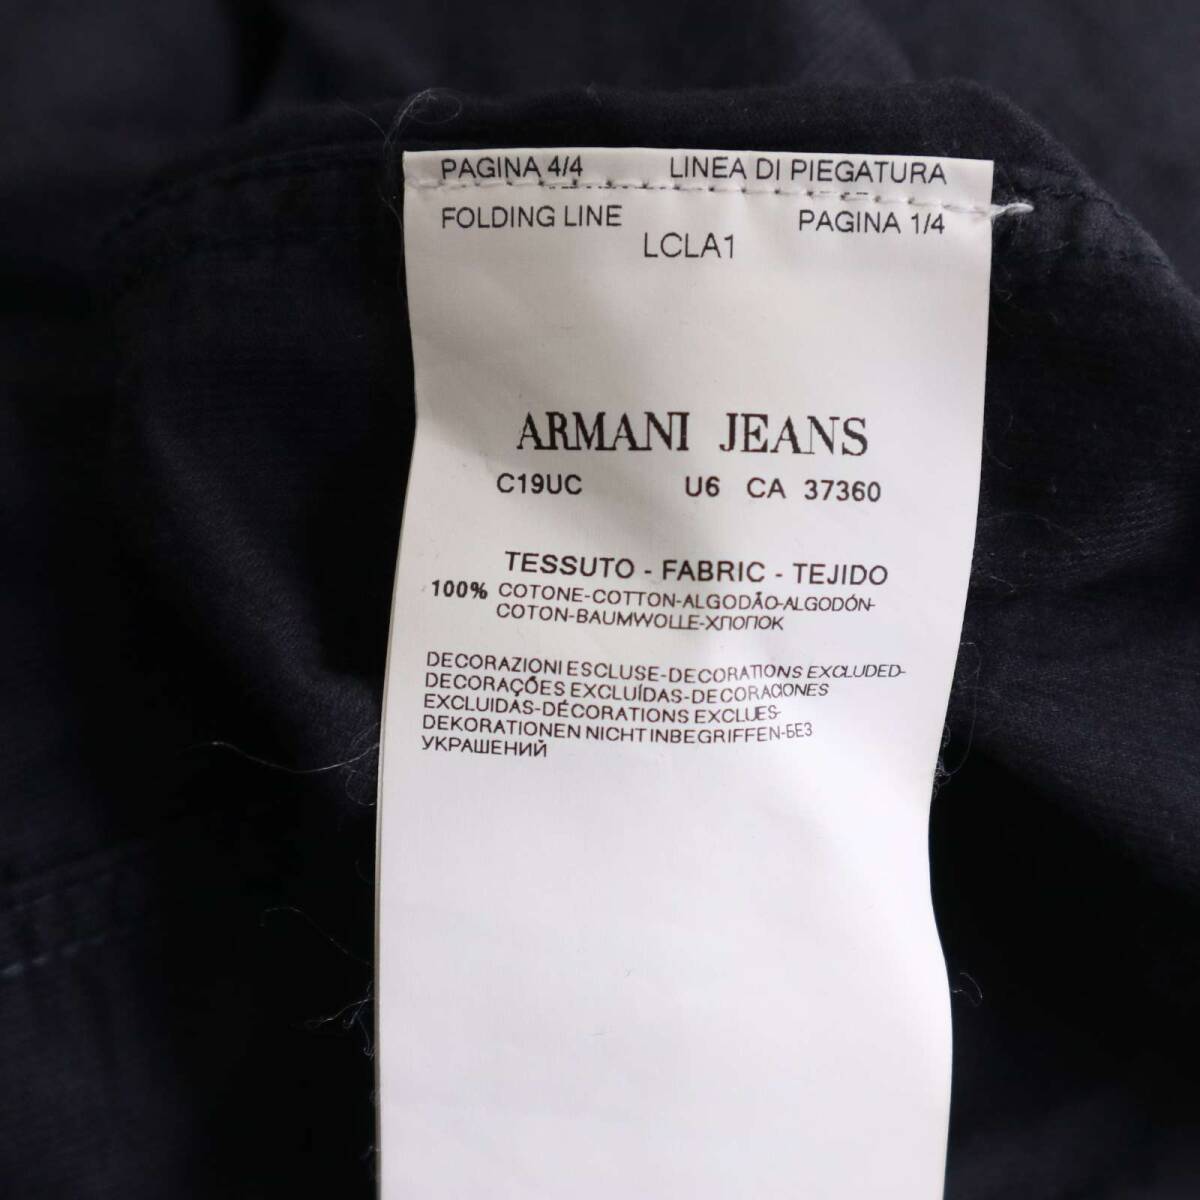 PAGINA 4/4 LINEA DI PIEGATURA
FOLDING LINE PAGINA 1/4
LCLA1
ARMANI JEANS
C19UC U6 CA 37360
TESSUTO - FABRIC - TEJIDO
100% COTONE-COTTON-ALGODÃO-ALGODÓN-
COTON-BAUMWOLLE-ХЛОПОК
DECORAZIONI ESCLUSE-DECORATIONS EXCLUDED-
DECORAÇÕES EXCLUÍDAS-DECORACIONES
EXCLUIDAS-DÉCORATIONS EXCLUES-
DEKORATIONEN NICHT INBEGRIFFEN-БЕЗ
УКРАШЕНИЙ